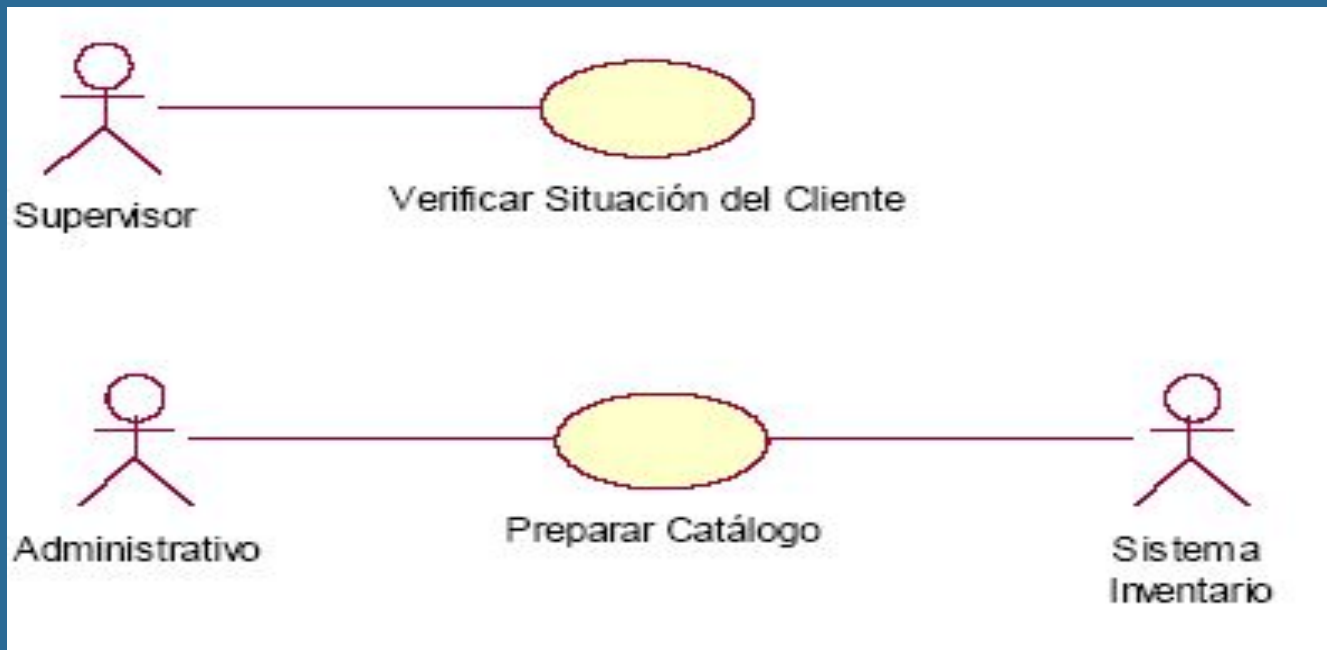 Supervisor
Verificar Situación del Cliente
Administrativo
Preparar Catálogo
Sistema
Inventario